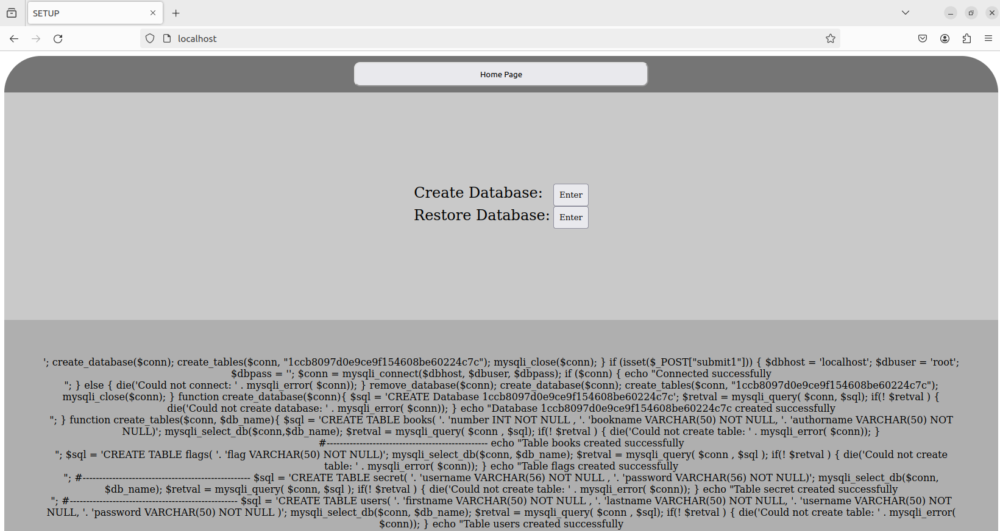 SETUP
localhost
Home Page
Create Database: Enter
Restore Database: Enter
'; create_database($conn); create_tables($conn, "1ccb8097d0e9ce9f154608be60224c7c"); mysqli_close($conn); } if (isset($_POST["submit1"])) { $dbhost = 'localhost'; $dbuser = 'root';
$dbpass = ''; $conn = mysqli_connect($dbhost, $dbuser, $dbpass); if ($conn) { echo "Connected successfully
"; } else { die('Could not connect: ' . mysqli_error( $conn)); } remove_database($conn); create_database($conn); create_tables($conn, "1ccb8097d0e9ce9f154608be60224c7c");
mysqli_close($conn); } function create_database($conn){ $sql = 'CREATE Database 1ccb8097d0e9ce9f154608be60224c7c'; $retval = mysqli_query( $conn, $sql); if(! $retval ) {
die('Could not create database: ' . mysqli_error( $conn)); } echo "Database 1ccb8097d0e9ce9f154608be60224c7c created successfully
"; } function create_tables($conn, $db_name){ $sql = 'CREATE TABLE books( '. 'number INT NOT NULL , '. 'bookname VARCHAR(50) NOT NULL, '. 'authorname VARCHAR(50) NOT
NULL)'; mysqli_select_db($conn,$db_name); $retval = mysqli_query( $conn , $sql); if(! $retval ) { die('Could not create table: ' . mysqli_error( $conn)); }
#------------------------------------------------- echo "Table books created successfully
"; $sql = 'CREATE TABLE flags( '. 'flag VARCHAR(50) NOT NULL)'; mysqli_select_db($conn, $db_name); $retval = mysqli_query( $conn , $sql ); if(! $retval ) { die('Could not create
table: ' . mysqli_error( $conn)); } echo "Table flags created successfully
"; #--------------------------------------------------- $sql = 'CREATE TABLE secret( '. 'username VARCHAR(56) NOT NULL , '. 'password VARCHAR(56) NOT NULL)'; mysqli_select_db($conn,
$db_name); $retval = mysqli_query( $conn, $sql ); if(! $retval ) { die('Could not create table: ' . mysqli_error( $conn)); } echo "Table secret created successfully
"; #--------------------------------------------------- $sql = 'CREATE TABLE users( '. 'firstname VARCHAR(50) NOT NULL , '. 'lastname VARCHAR(50) NOT NULL, '. 'username VARCHAR(50) NOT
NULL, '. 'password VARCHAR(50) NOT NULL )'; mysqli_select_db($conn, $db_name); $retval = mysqli_query( $conn , $sql); if(! $retval ) { die('Could not create table: ' . mysqli_error(
$conn)); } echo "Table users created successfully